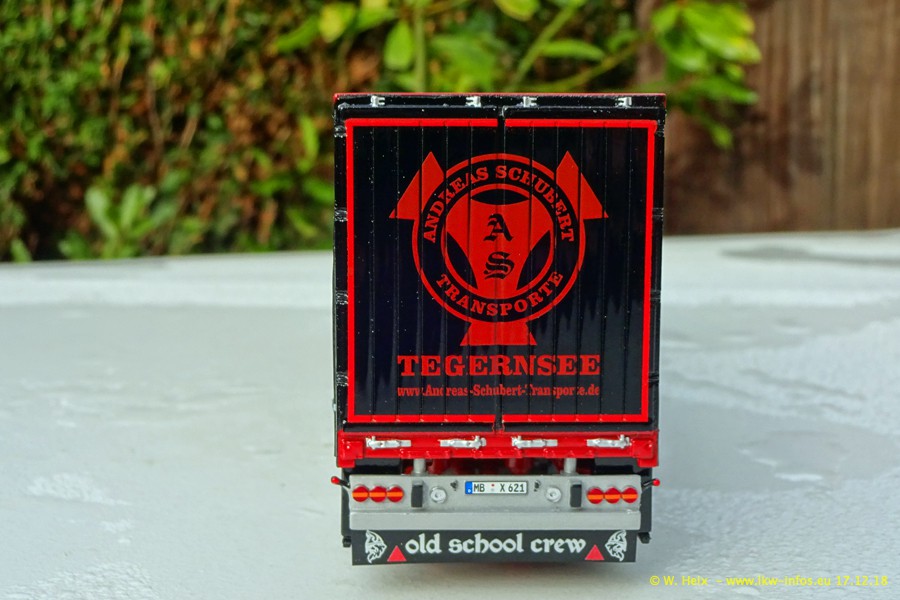 ANDREAS SCHUBERT
A
S
TRANSPORTE
TEGERNSEE
www.Andreas-Schubert-Transporte.de
MB X 621
old school crew
© W. Helx - www.lkw-infos.eu 17.12.18